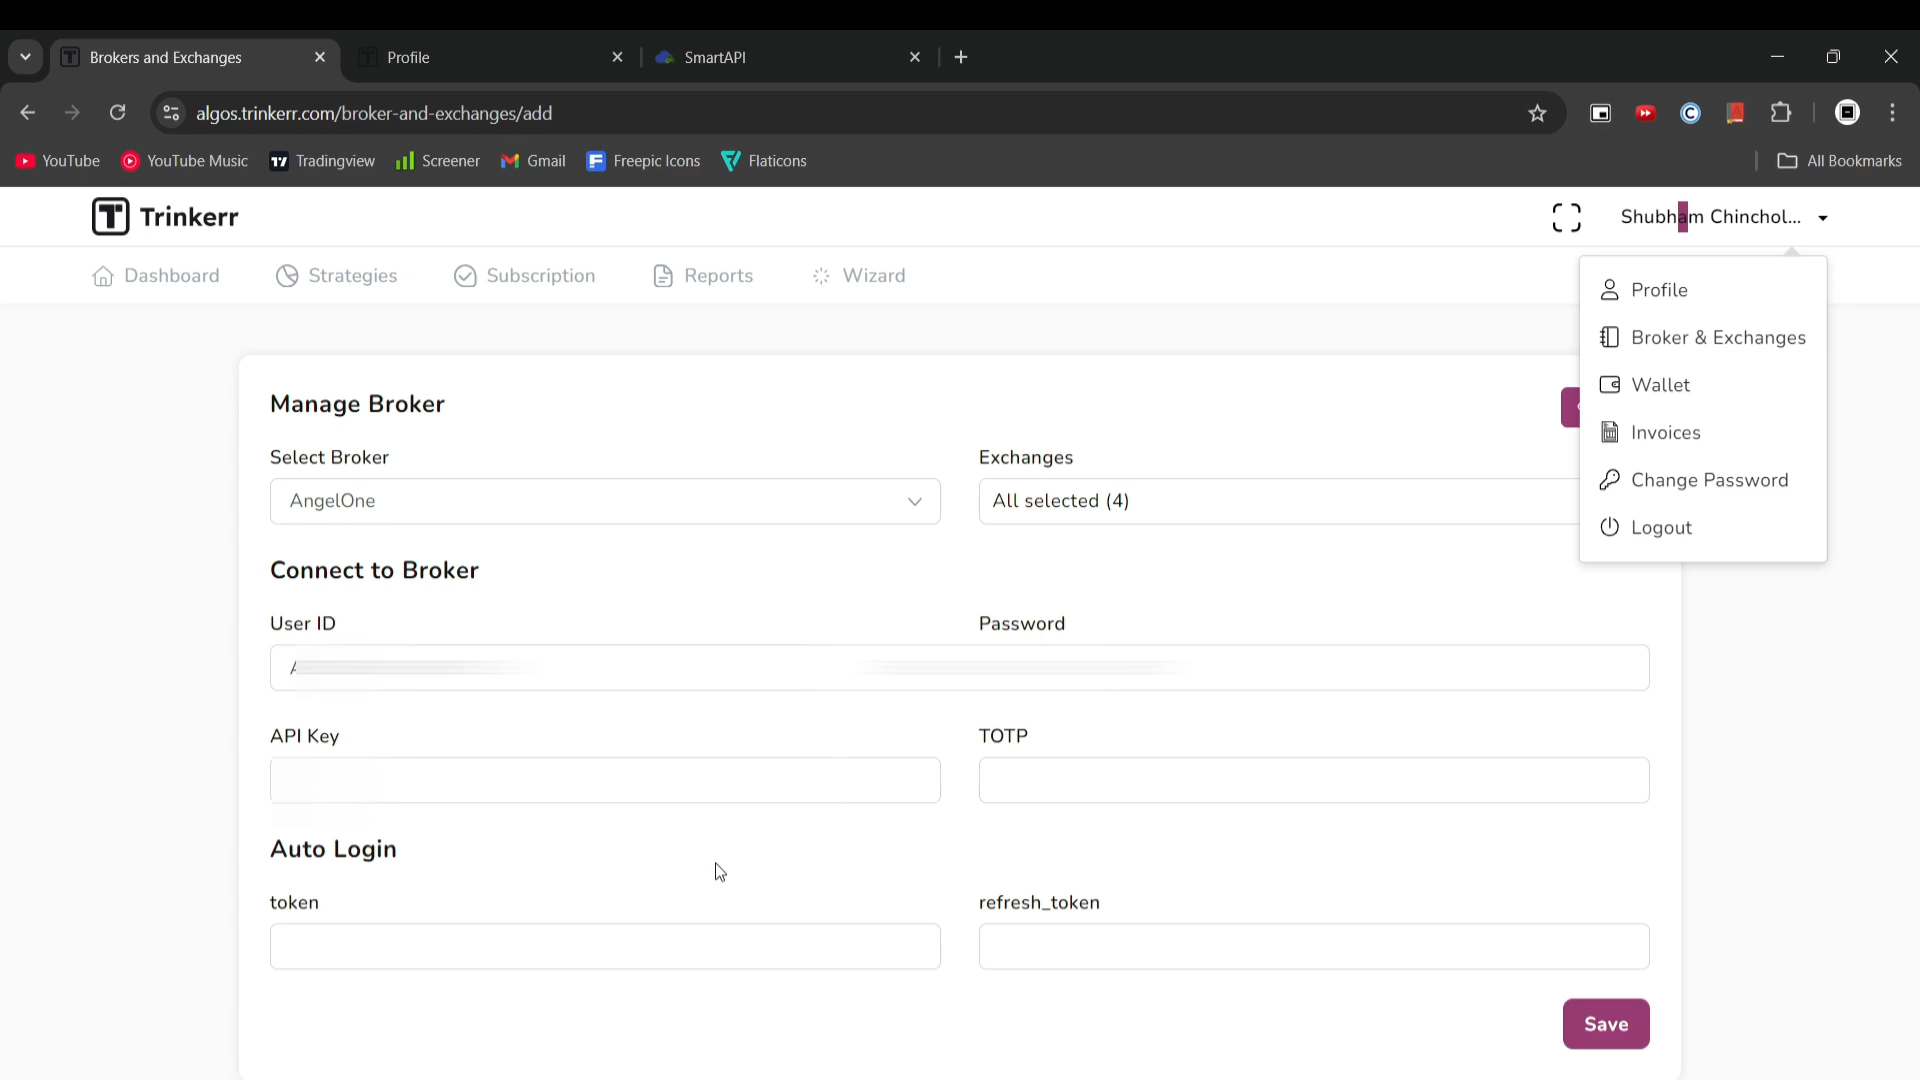 Brokers and Exchanges
Profile
SmartAPI
algos.trinkerr.com/broker-and-exchanges/add
YouTube
YouTube Music
Tradingview
Screener
Gmail
Freepic Icons
Flaticons
All Bookmarks
Trinkerr
Shubham Chinchol...
Dashboard
Strategies
Subscription
Reports
Wizard
Profile
Broker & Exchanges
Wallet
Invoices
Change Password
Logout
Manage Broker
Select Broker
Exchanges
AngelOne
All selected (4)
Connect to Broker
User ID
Password
API Key
TOTP
Auto Login
token
refresh_token
Save